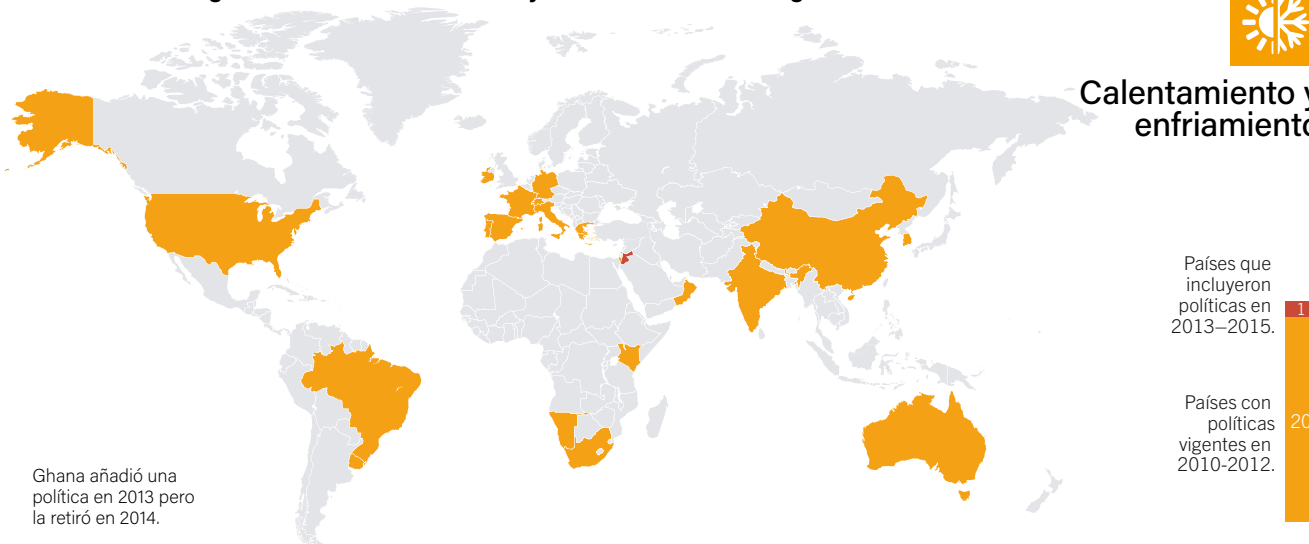 Calentamiento y
enfriamiento
Países que
incluyeron
políticas en
2013–2015.
1
Países con
políticas
vigentes en
2010-2012.
20
Ghana añadió una
política en 2013 pero
la retiró en 2014.